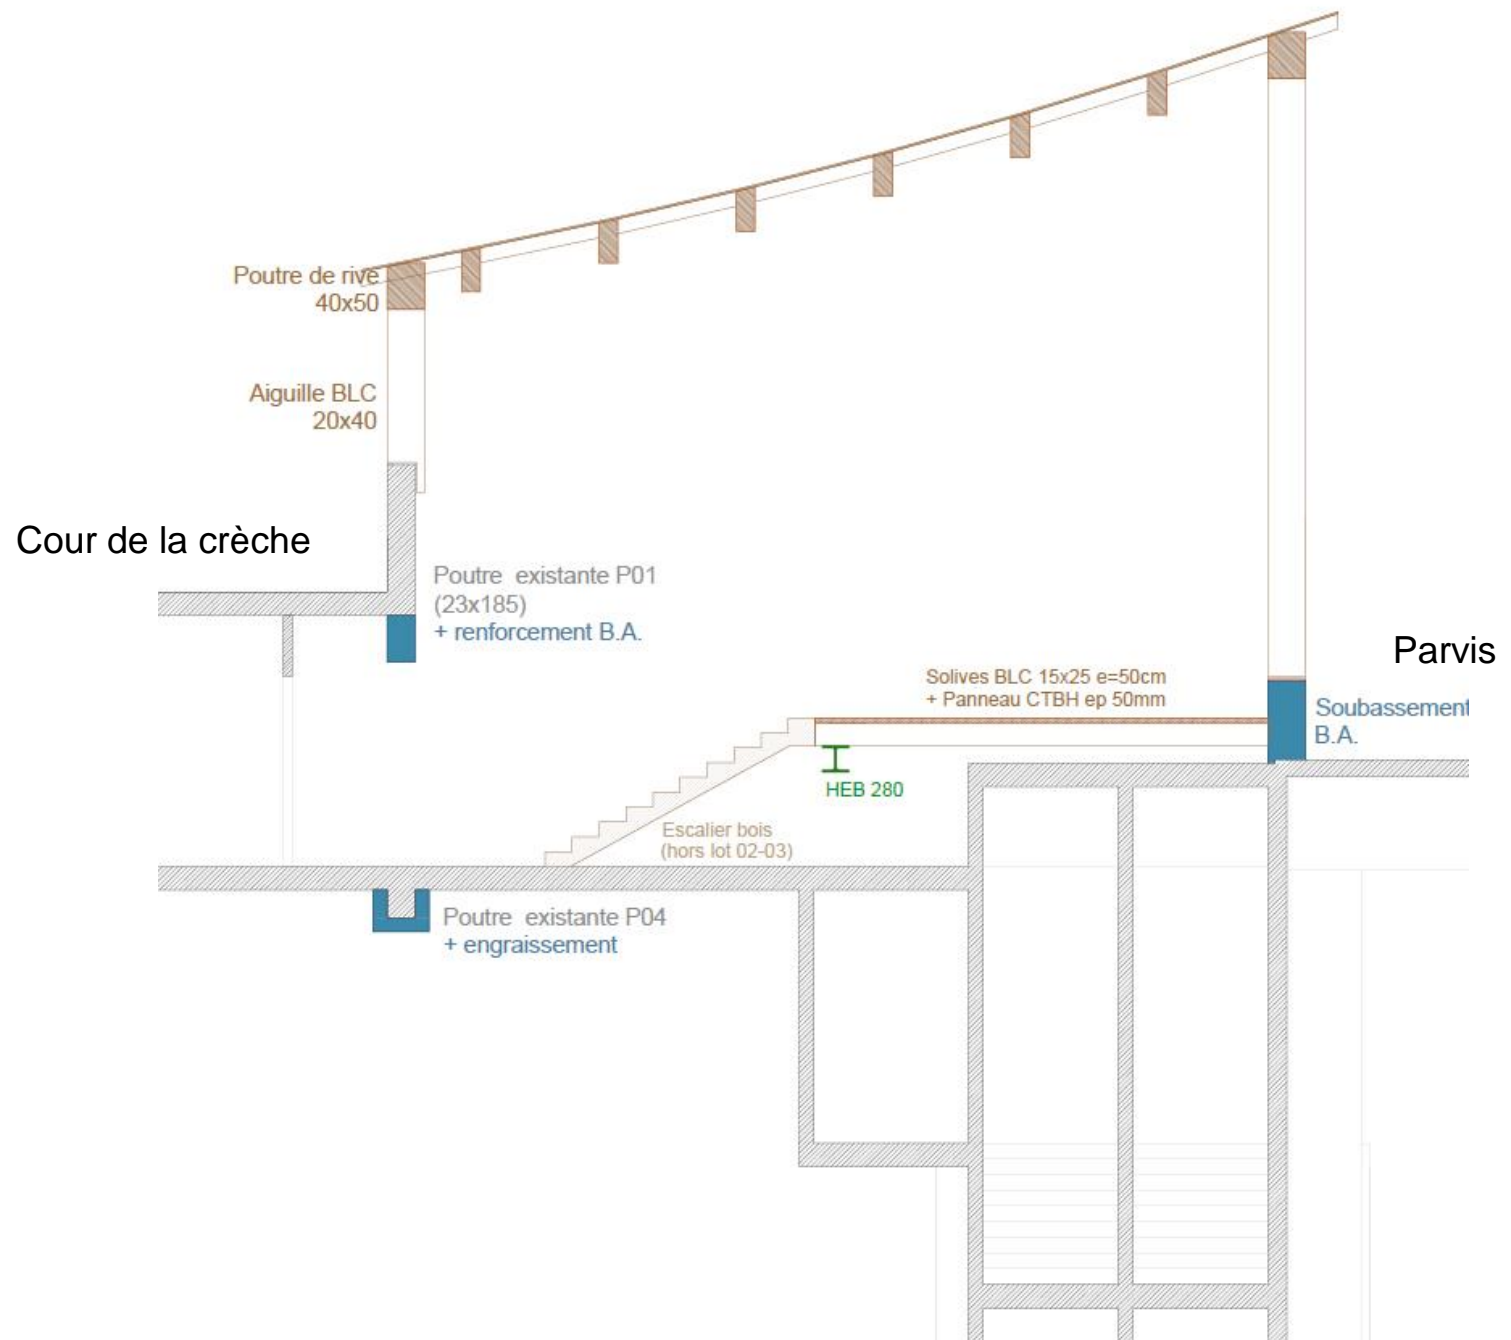 Poutre de rive
40x50
Aiguille BLC
20x40
Cour de la crèche
Poutre existante P01
(23x185)
+ renforcement B.A.
Parvis
Solives BLC 15x25 e=50cm
+ Panneau CTBH ep 50mm
Soubassement
B.A.
HEB 280
Escalier bois
(hors lot 02-03)
Poutre existante P04
+ engraissement